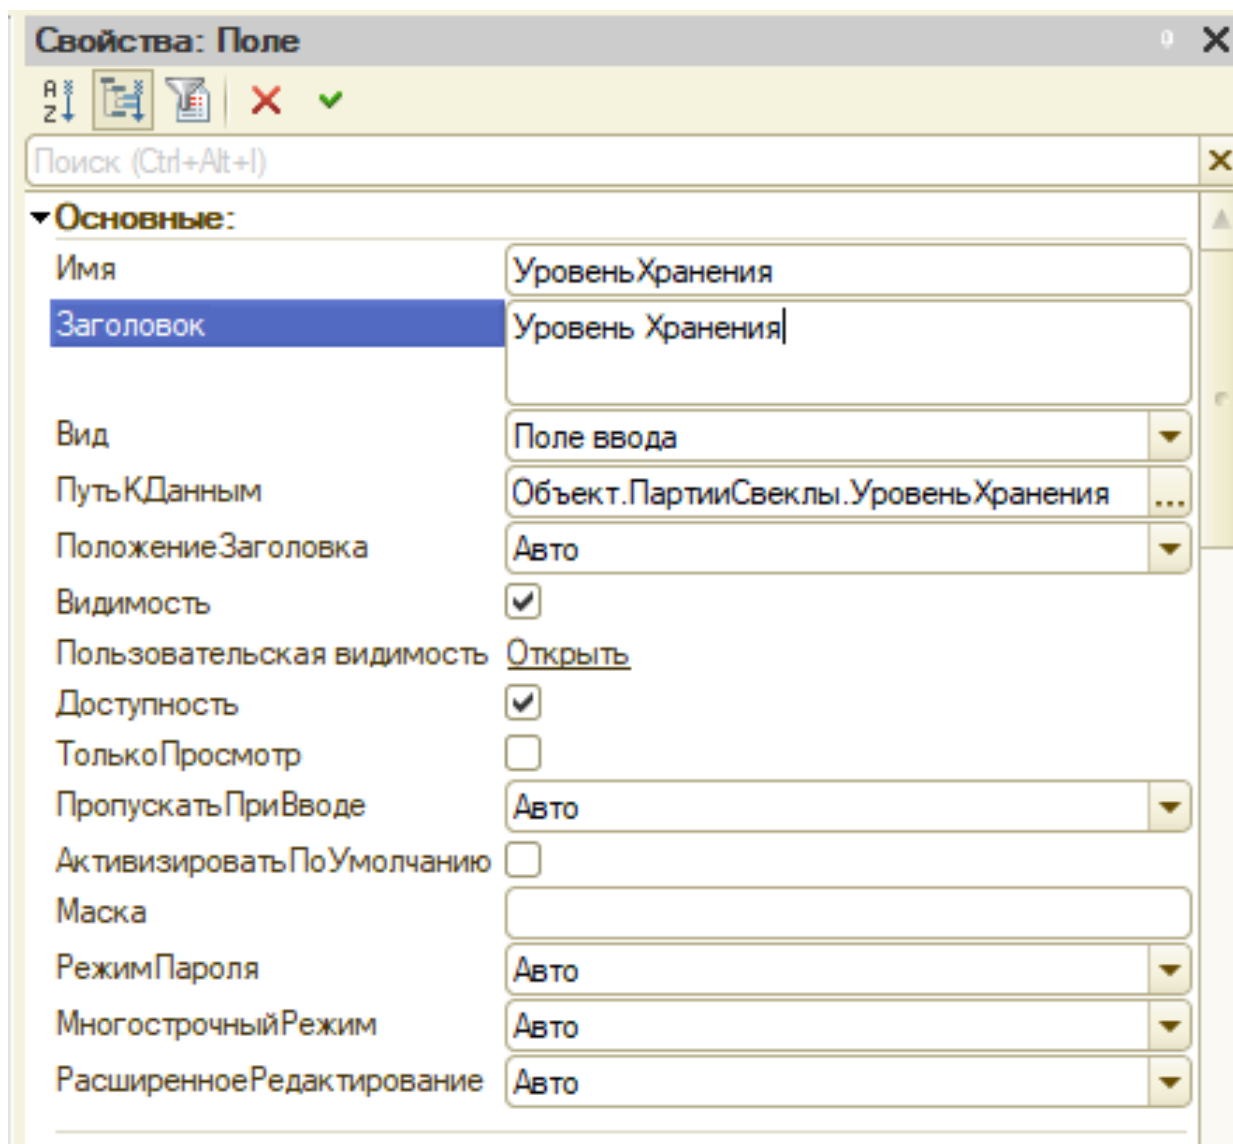 Свойства: Поле
Поиск (Ctrl+Alt+I)
Основные:
Имя УровеньХранения
Заголовок Уровень Хранения
Вид Поле ввода
ПутьКДанным Объект.ПартииСвеклы.УровеньХранения ...
ПоложениеЗаголовка Авто
Видимость
Пользовательская видимость Открыть
Доступность
ТолькоПросмотр
ПропускатьПриВводе Авто
АктивизироватьПоУмолчанию
Маска
РежимПароля Авто
МногострочныйРежим Авто
РасширенноеРедактирование Авто